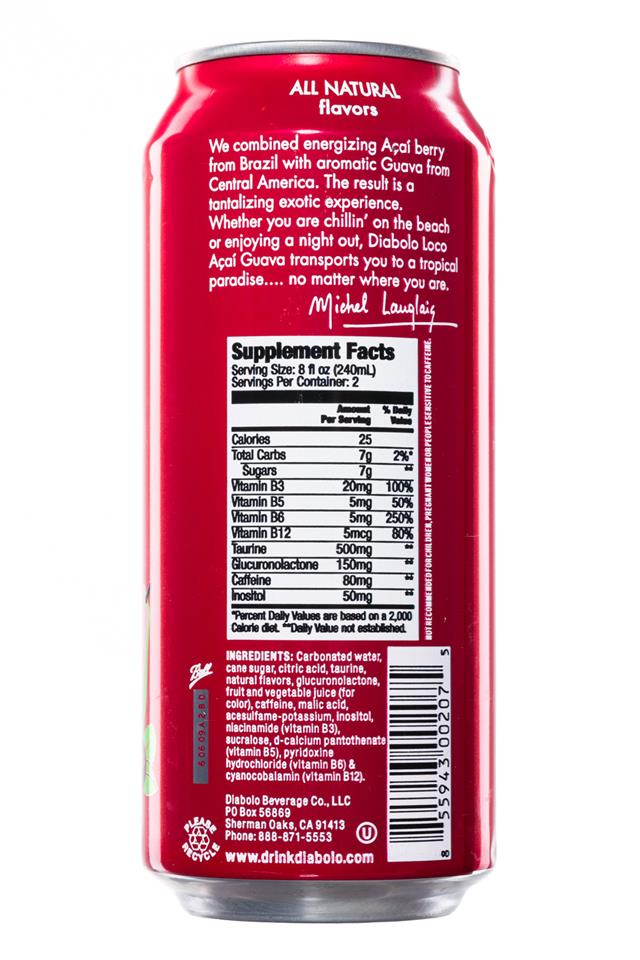 ALL NATURAL
flavors
We combined energizing Açaí berry
from Brazil with aromatic Guava from
Central America. The result is a
tantalizing exotic experience.
Whether you are chillin' on the beach
or enjoying a night out, Diabolo Loco
Açaí Guava transports you to a tropical
paradise.... no matter where you are.
Michel Langlaig
Supplement Facts
Serving Size: 8 fl oz (240mL)
Servings Per Container: 2
Amount Per Serving % Daily Value
Calories 25
Total Carbs 7g 2%*
Sugars 7g **
Vitamin B3 20mg 100%
Vitamin B5 5mg 50%
Vitamin B6 5mg 250%
Vitamin B12 5mcg 80%
Taurine 500mg **
Glucuronolactone 150mg **
Caffeine 80mg **
Inositol 50mg **
*Percent Daily Values are based on a 2,000
Calorie diet. **Daily Value not established.
NOT RECOMMENDED FOR CHILDREN, PREGNANT WOMEN OR PEOPLE SENSITIVE TO CAFFEINE.
INGREDIENTS: Carbonated water,
cane sugar, citric acid, taurine,
natural flavors, glucuronolactone,
fruit and vegetable juice (for
color), caffeine, malic acid,
acesulfame-potassium, inositol,
niacinamide (vitamin B3),
sucralose, d-calcium pantothenate
(vitamin B5), pyridoxine
hydrochloride (vitamin B6) &
cyanocobalamin (vitamin B12).
Ball
6 06 09 A 2 B D
Diabolo Beverage Co., LLC
PO Box 56869
Sherman Oaks, CA 91413
Phone: 888-871-5553
www.drinkdiabolo.com
PLEASE
RECYCLE
U
8 55943 00207 5